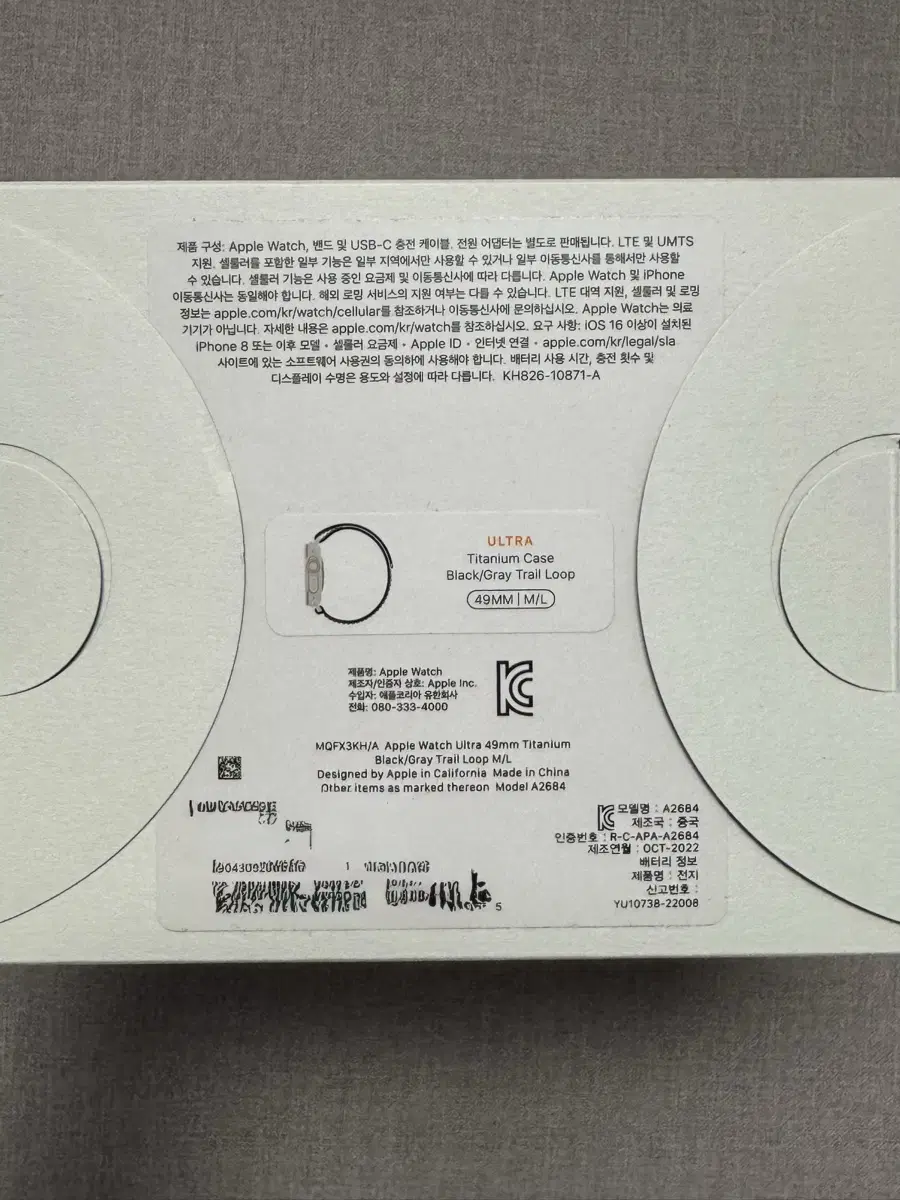 제품 구성: Apple Watch, 밴드 및 USB-C 충전 케이블. 전원 어댑터는 별도로 판매됩니다. LTE 및 UMTS
지원. 셀룰러를 포함한 일부 기능은 일부 지역에서만 사용할 수 있거나 일부 이동통신사를 통해서만 사용할
수 있습니다. 셀룰러 기능은 사용 중인 요금제 및 이동통신사에 따라 다릅니다. Apple Watch 및 iPhone
이동통신사는 동일해야 합니다. 해외 로밍 서비스의 지원 여부는 다를 수 있습니다. LTE 대역 지원, 셀룰러 및 로밍
정보는 apple.com/kr/watch/cellular를 참조하거나 이동통신사에 문의하십시오. Apple Watch는 의료
기기가 아닙니다. 자세한 내용은 apple.com/kr/watch를 참조하십시오. 요구 사항: iOS 16 이상이 설치된
iPhone 8 또는 이후 모델 • 셀룰러 요금제 • Apple ID • 인터넷 연결 • apple.com/kr/legal/sla
사이트에 있는 소프트웨어 사용권의 동의하에 사용해야 합니다. 배터리 사용 시간, 충전 횟수 및
디스플레이 수명은 용도와 설정에 따라 다릅니다. KH826-10871-A
ULTRA
Titanium Case
Black/Gray Trail Loop
49MM | M/L
제품명: Apple Watch
제조자/인증자 상호: Apple Inc.
수입자: 애플코리아 유한회사
전화: 080-333-4000
MQFX3KH/A Apple Watch Ultra 49mm Titanium
Black/Gray Trail Loop M/L
Designed by Apple in California Made in China
Other items as marked thereon Model A2684
모델명 : A2684
제조국 : 중국
인증번호 : R-C-APA-A2684
제조연월 : OCT-2022
배터리 정보
제품명 : 전지
신고번호 :
YU10738-22008
5